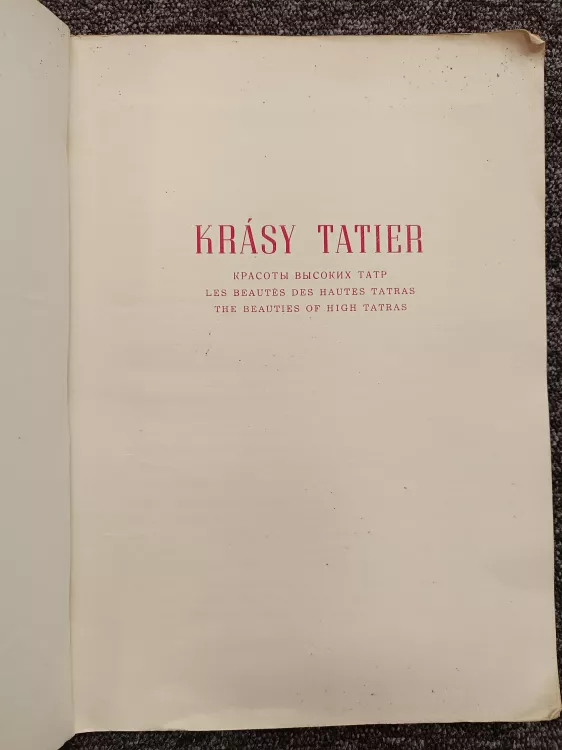 KRÁSY TATIER
КРАСОТЫ ВЫСОКИХ ТАТР
LES BEAUTÉS DES HAUTES TATRAS
THE BEAUTIES OF HIGH TATRAS